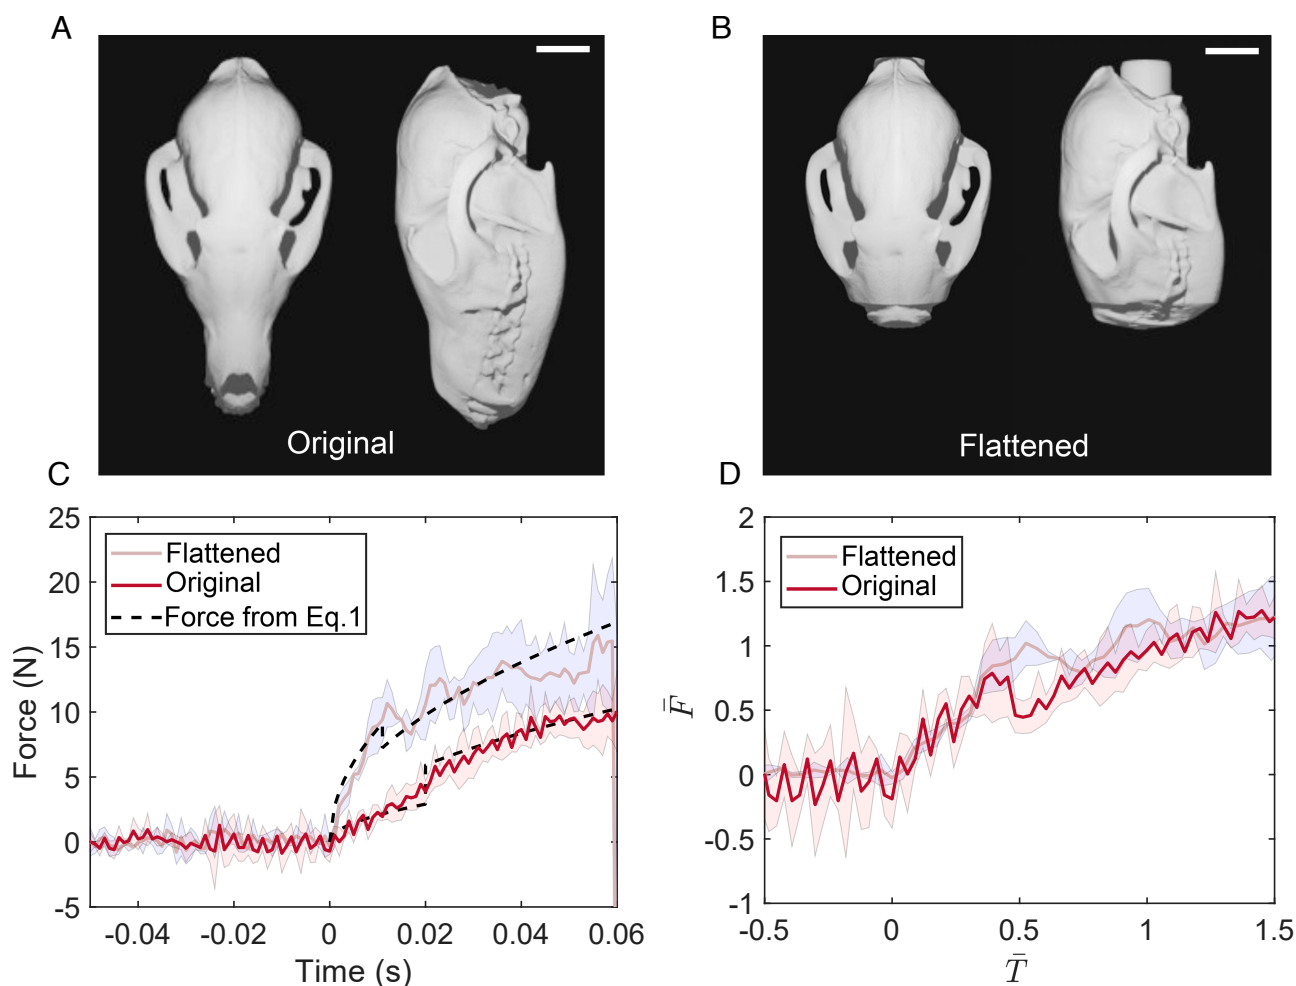 A
B
Original
Flattened
C
D
25
20
15
10
5
0
-5
Force (N)
Flattened
Original
Force from Eq.1
-0.04
-0.02
0
0.02
0.04
0.06
Time (s)
2
1.5
1
0.5
0
-0.5
-1
F̄
Flattened
Original
-0.5
0
0.5
1
1.5
T̄